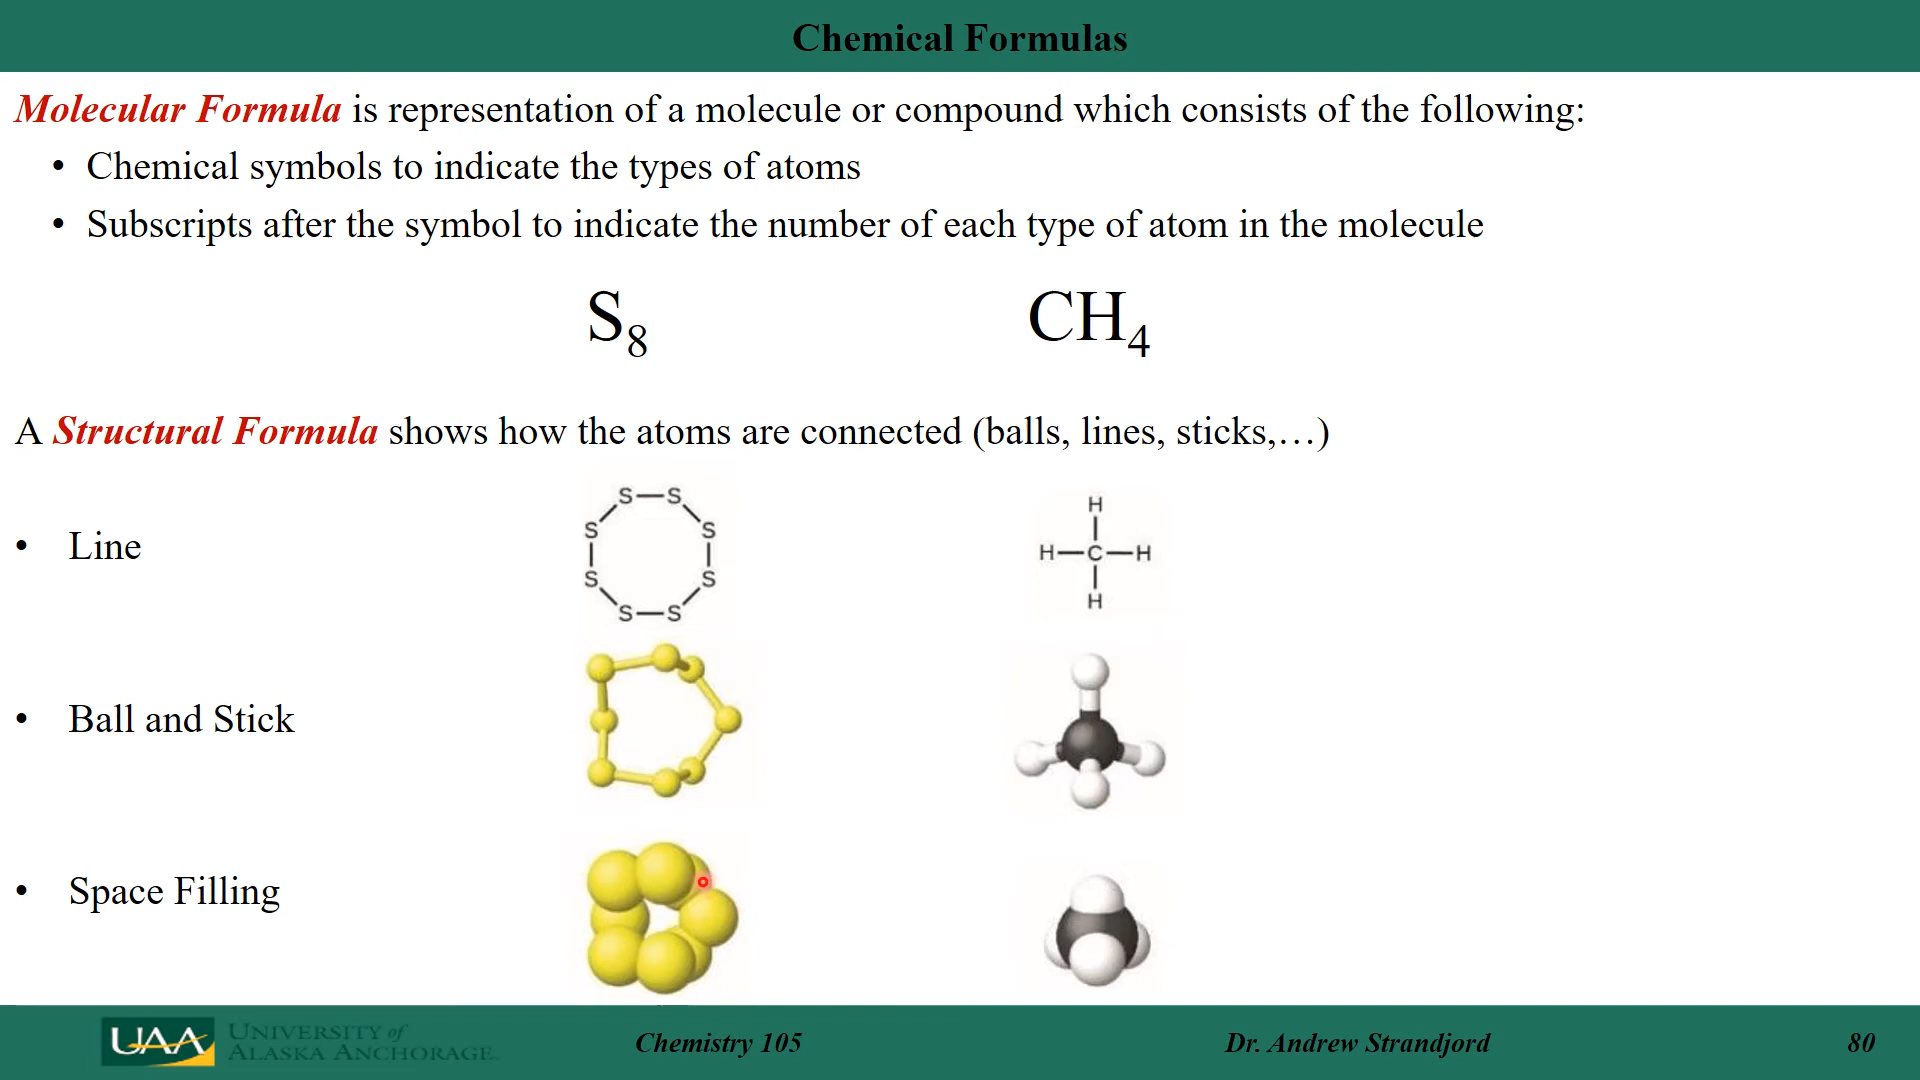 Chemical Formulas
Molecular Formula is representation of a molecule or compound which consists of the following:
• Chemical symbols to indicate the types of atoms
• Subscripts after the symbol to indicate the number of each type of atom in the molecule
S₈ CH₄
A Structural Formula shows how the atoms are connected (balls, lines, sticks,…)
• Line
S—S
S S
S S
S—S
H
H—C—H
H
• Ball and Stick
• Space Filling
UAA UNIVERSITY of
ALASKA ANCHORAGE.
Chemistry 105
Dr. Andrew Strandjord
80